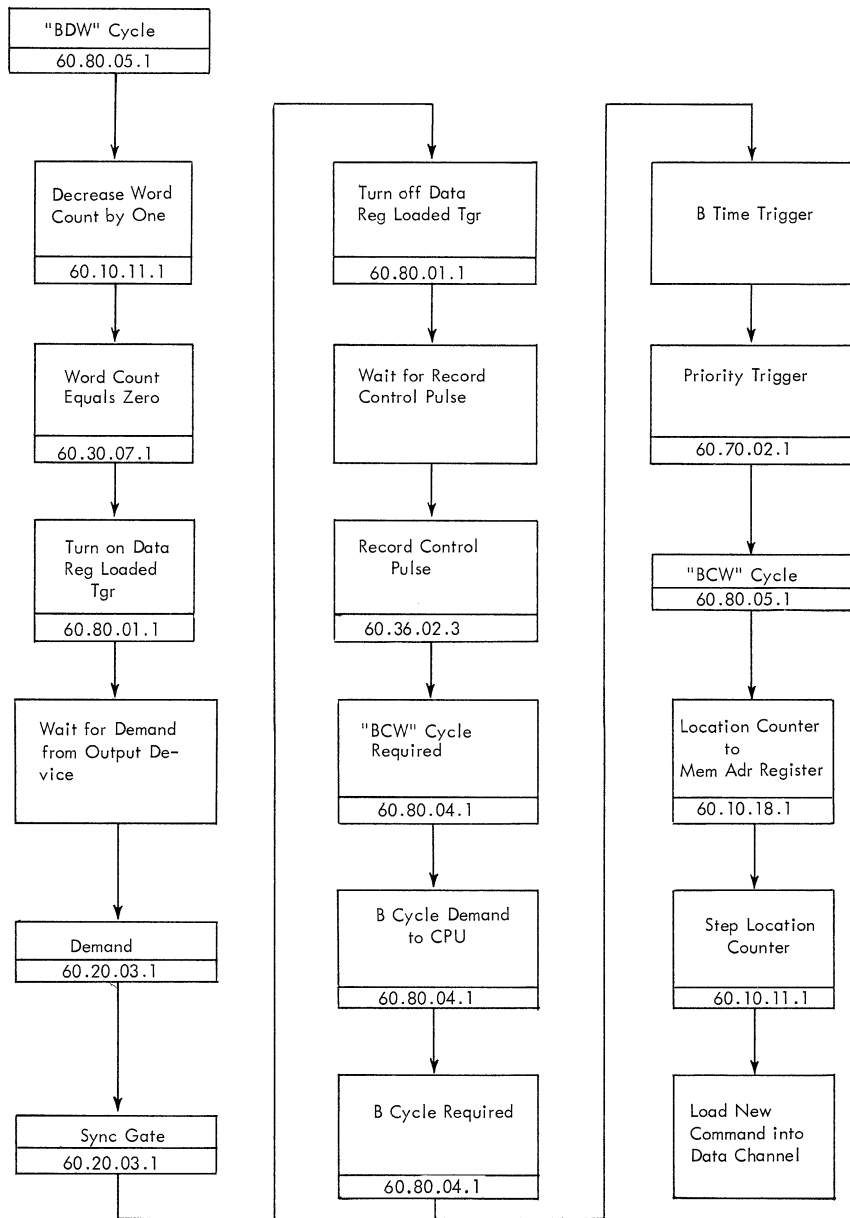 "BDW" Cycle
60.80.05.1
Decrease Word
Count by One
60.10.11.1
Word Count
Equals Zero
60.30.07.1
Turn on Data
Reg Loaded
Tgr
60.80.01.1
Wait for Demand
from Output De-
vice
Demand
60.20.03.1
Sync Gate
60.20.03.1
Turn off Data
Reg Loaded Tgr
60.80.01.1
Wait for Record
Control Pulse
Record Control
Pulse
60.36.02.3
"BCW" Cycle
Required
60.80.04.1
B Cycle Demand
to CPU
60.80.04.1
B Cycle Required
60.80.04.1
B Time Trigger
Priority Trigger
60.70.02.1
"BCW" Cycle
60.80.05.1
Location Counter
to
Mem Adr Register
60.10.18.1
Step Location
Counter
60.10.11.1
Load New
Command into
Data Channel